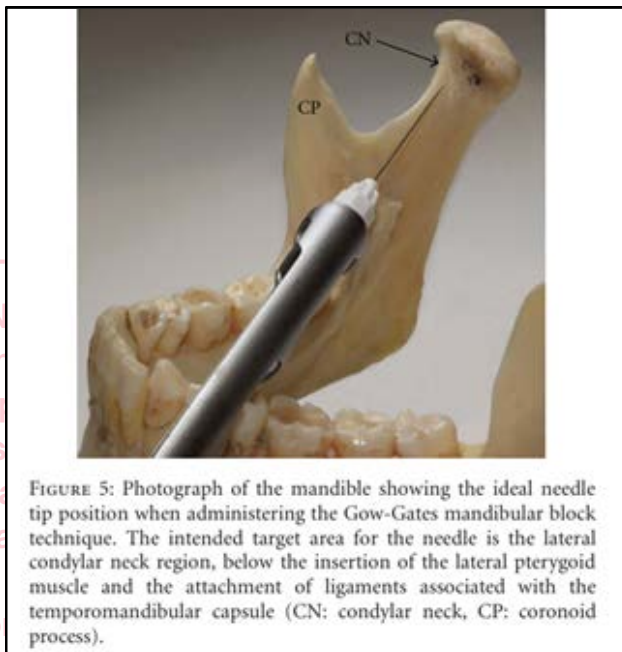 CN
CP
FIGURE 5: Photograph of the mandible showing the ideal needle
tip position when administering the Gow-Gates mandibular block
technique. The intended target area for the needle is the lateral
condylar neck region, below the insertion of the lateral pterygoid
muscle and the attachment of ligaments associated with the
temporomandibular capsule (CN: condylar neck, CP: coronoid
process).